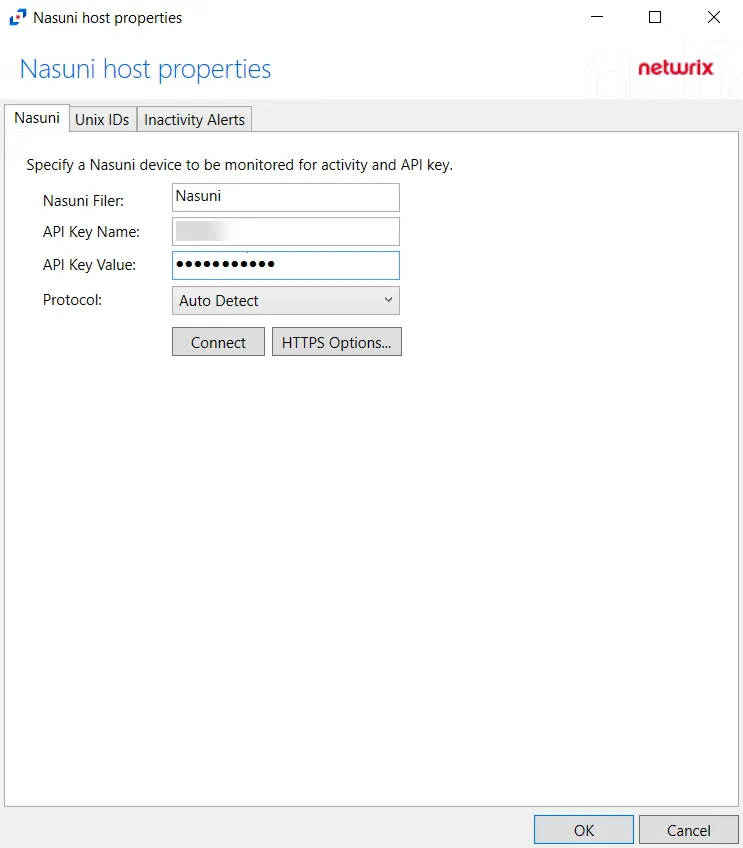 Nasuni host properties
Nasuni host properties
netwrix
Nasuni Unix IDs Inactivity Alerts
Specify a Nasuni device to be monitored for activity and API key.
Nasuni Filer: Nasuni
API Key Name:
API Key Value: ●●●●●●●●●●●
Protocol: Auto Detect
Connect HTTPS Options...
OK Cancel